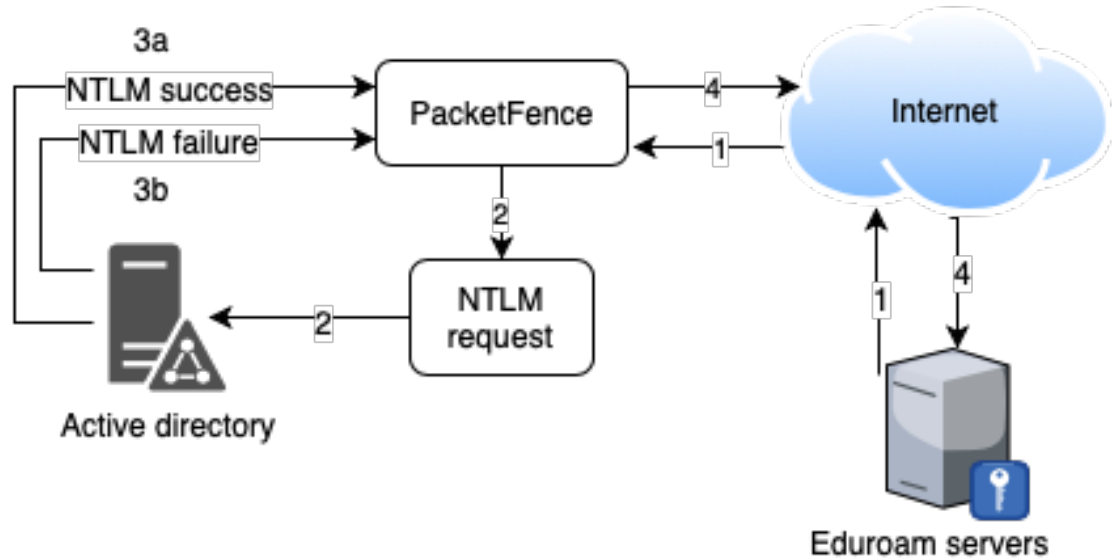 3a
NTLM success
NTLM failure
3b
PacketFence
4
1
Internet
2
NTLM
request
2
Active directory
1
4
Eduroam servers